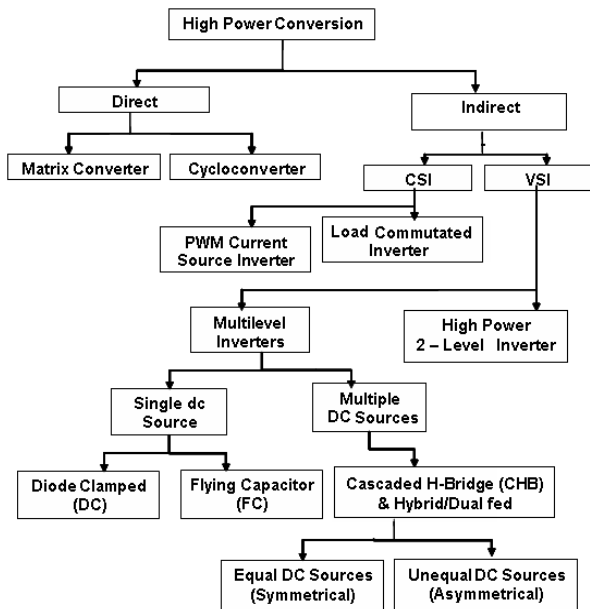 High Power Conversion
Direct
Indirect
Matrix Converter
Cycloconverter
CSI
VSI
PWM Current
Source Inverter
Load Commutated
Inverter
Multilevel
Inverters
High Power
2 – Level Inverter
Single dc
Source
Multiple
DC Sources
Diode Clamped
(DC)
Flying Capacitor
(FC)
Cascaded H-Bridge (CHB)
& Hybrid/Dual fed
Equal DC Sources
(Symmetrical)
Unequal DC Sources
(Asymmetrical)